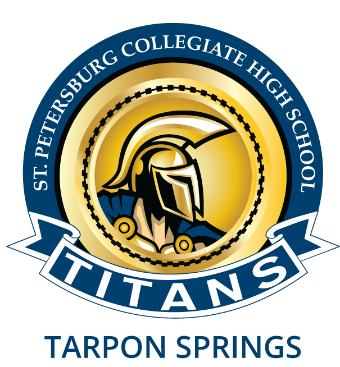 ST. PETERSBURG COLLEGIATE HIGH SCHOOL
TITANS
TARPON SPRINGS